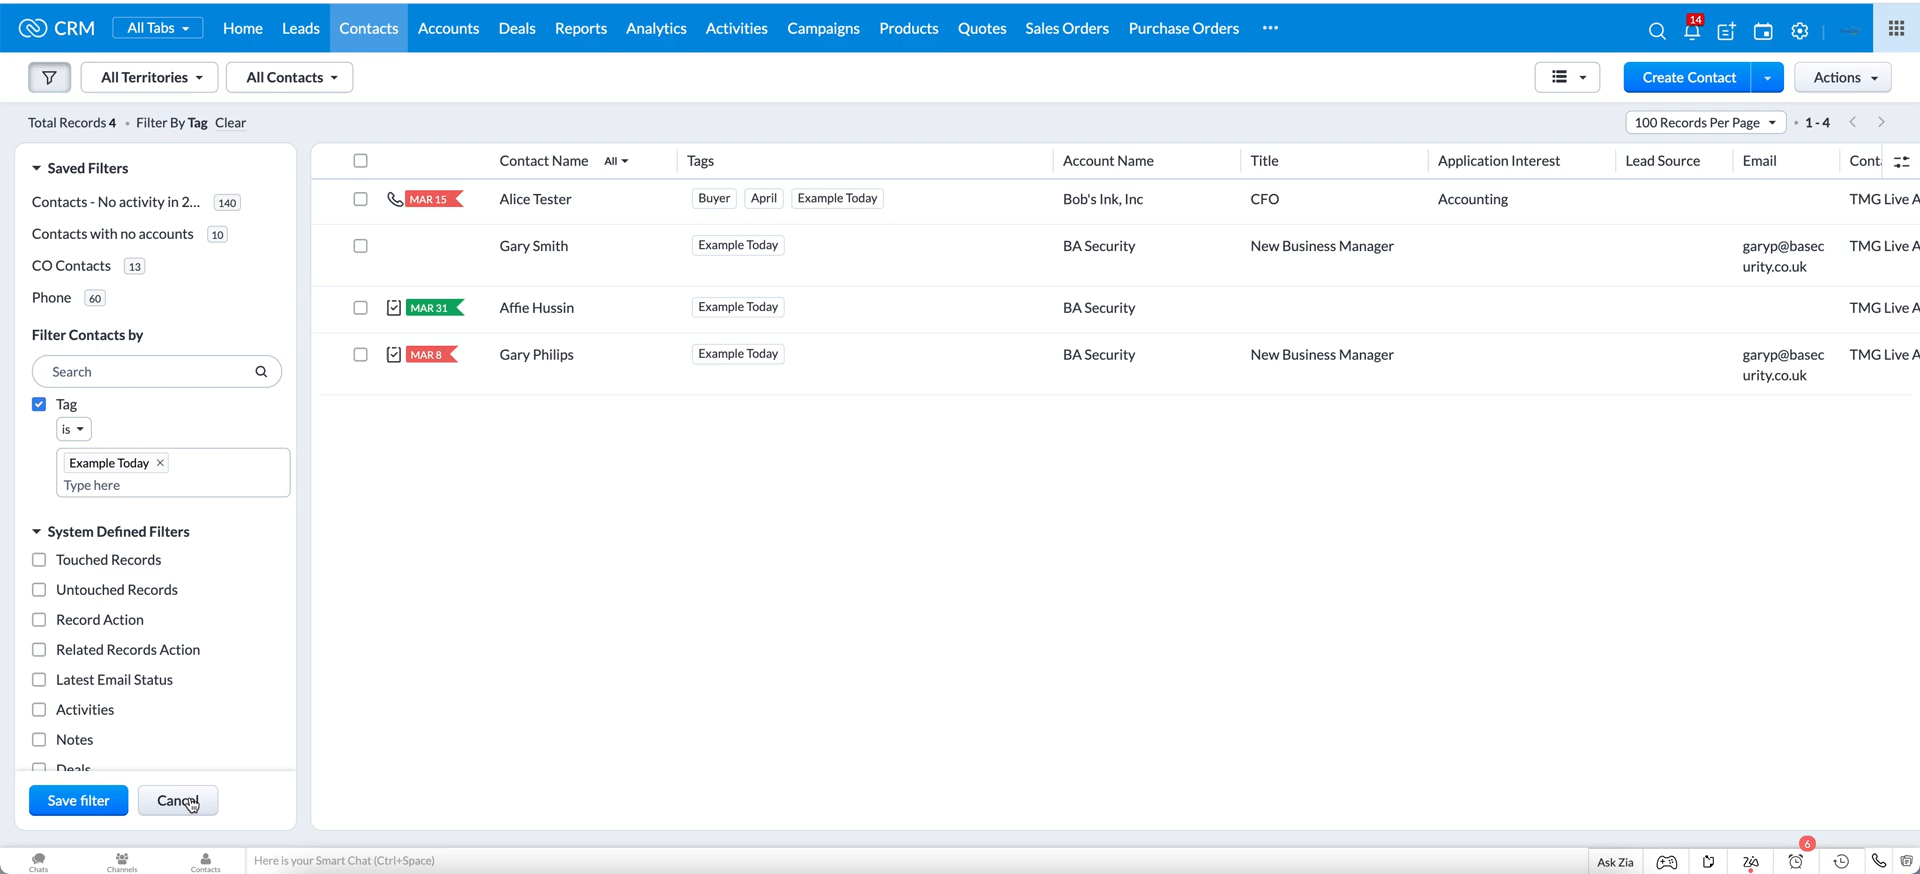 CRM All Tabs Home Leads Contacts Accounts Deals Reports Analytics Activities Campaigns Products Quotes Sales Orders Purchase Orders ••• 14
All Territories All Contacts Create Contact Actions
Total Records 4 • Filter By Tag Clear 100 Records Per Page • 1 - 4
Saved Filters
Contacts - No activity in 2... 140
Contacts with no accounts 10
CO Contacts 13
Phone 60
Filter Contacts by
Search
Tag
is
Example Today ×
Type here
System Defined Filters
Touched Records
Untouched Records
Record Action
Related Records Action
Latest Email Status
Activities
Notes
Deals
Save filter Cancel
Contact Name All Tags Account Name Title Application Interest Lead Source Email Cont
MAR 15 Alice Tester Buyer April Example Today Bob's Ink, Inc CFO Accounting TMG Live A
Gary Smith Example Today BA Security New Business Manager garyp@basec TMG Live A
urity.co.uk
MAR 31 Affie Hussin Example Today BA Security TMG Live A
MAR 8 Gary Philips Example Today BA Security New Business Manager garyp@basec TMG Live A
urity.co.uk
6
Chats Channels Contacts Here is your Smart Chat (Ctrl+Space) Ask Zia